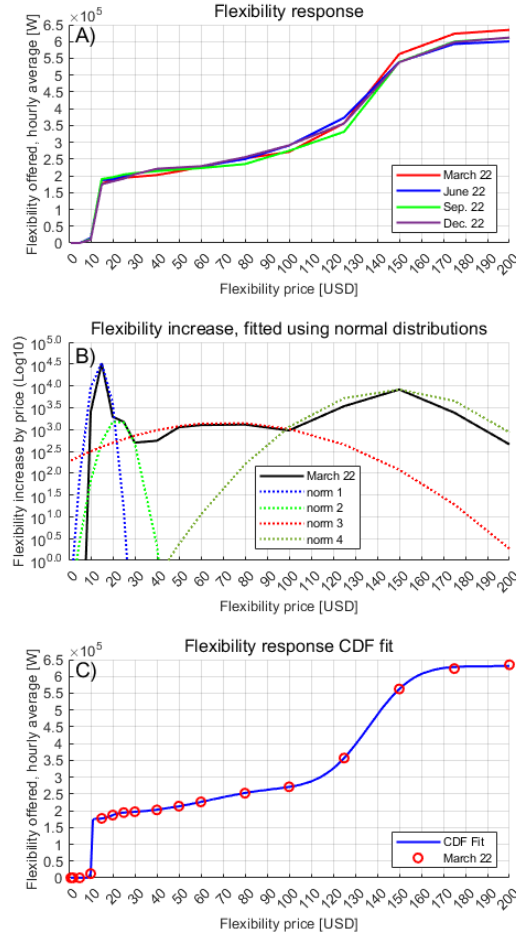 Flexibility response
A)
×10⁵
Flexibility offered, hourly average [W]
6.5
6
5.5
5
4.5
4
3.5
3
2.5
2
1.5
1
0.5
0
March 22
June 22
Sep. 22
Dec. 22
0 10 20 30 40 50 60 70 80 90 100 110 120 130 140 150 160 170 180 190 200
Flexibility price [USD]
Flexibility increase, fitted using normal distributions
B)
Flexibility increase by price (Log10)
10^5.0
10^4.5
10^4.0
10^3.5
10^3.0
10^2.5
10^2.0
10^1.5
10^1.0
10^0.5
10^0.0
March 22
norm 1
norm 2
norm 3
norm 4
0 10 20 30 40 50 60 70 80 90 100 110 120 130 140 150 160 170 180 190 200
Flexibility price [USD]
Flexibility response CDF fit
C)
×10⁵
Flexibility offered, hourly average [W]
6.5
6
5.5
5
4.5
4
3.5
3
2.5
2
1.5
1
0.5
0
CDF Fit
March 22
0 10 20 30 40 50 60 70 80 90 100 110 120 130 140 150 160 170 180 190 200
Flexibility price [USD]